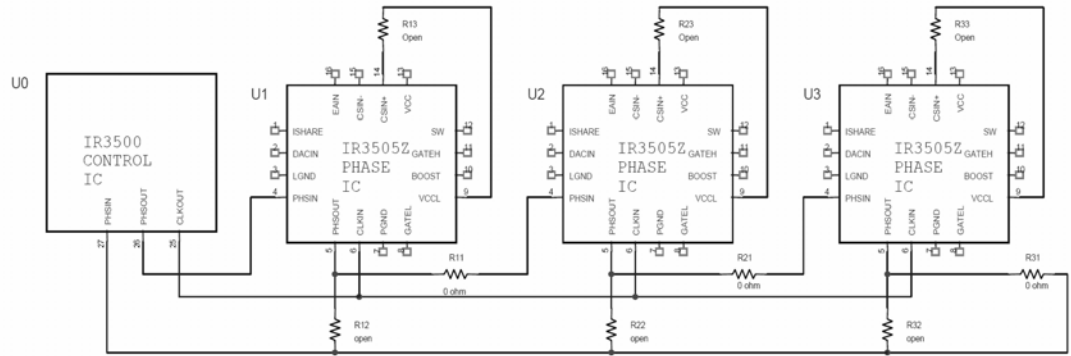 R13
Open
R23
Open
R33
Open
U0
IR3500
CONTROL
IC
PHSIN
PHSOUT
CLKOUT
27
26
25
U1
16
15
14
13
EAIN
CSIN-
CSIN+
VCC
1
ISHARE
2
DACIN
3
LGND
4
PHSIN
IR3505Z
PHASE
IC
SW
12
GATEH
11
BOOST
10
VCCL
9
PHSOUT
CLKIN
PGND
GATEL
5
6
7
8
U2
16
15
14
13
EAIN
CSIN-
CSIN+
VCC
1
ISHARE
2
DACIN
3
LGND
4
PHSIN
IR3505Z
PHASE
IC
SW
12
GATEH
11
BOOST
10
VCCL
9
PHSOUT
CLKIN
PGND
GATEL
5
6
7
8
U3
16
15
14
13
EAIN
CSIN-
CSIN+
VCC
1
ISHARE
2
DACIN
3
LGND
4
PHSIN
IR3505Z
PHASE
IC
SW
12
GATEH
11
BOOST
10
VCCL
9
PHSOUT
CLKIN
PGND
GATEL
5
6
7
8
R11
0 ohm
R21
0 ohm
R31
0 ohm
R12
open
R22
open
R32
open